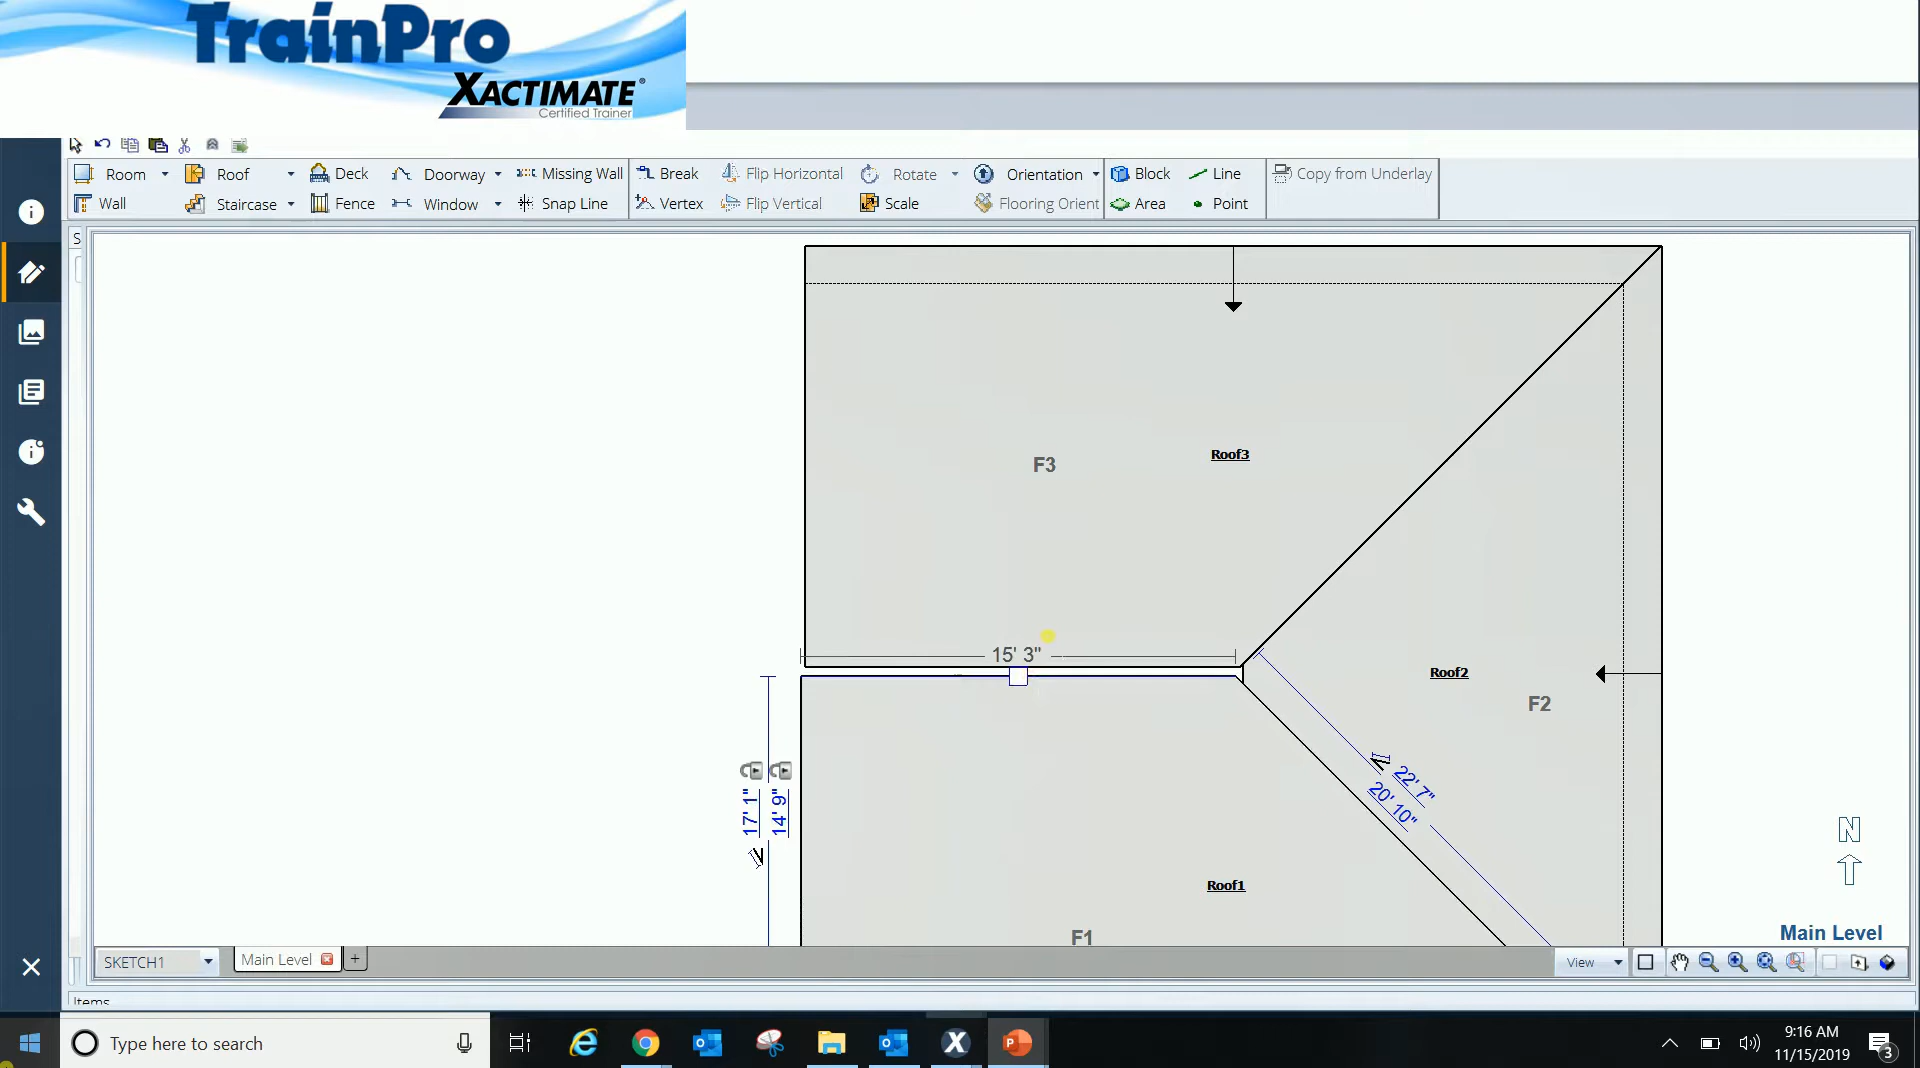 TrainPro
XACTIMATE®
Certified Trainer
Room
Roof
Deck
Doorway
Missing Wall
Break
Flip Horizontal
Rotate
Orientation
Block
Line
Copy from Underlay
Wall
Staircase
Fence
Window
Snap Line
Vertex
Flip Vertical
Scale
Flooring Orient
Area
Point
S
F3
Roof3
15' 3"
Roof2
F2
17' 1"
14' 9"
22' 7"
20' 10"
Roof1
F1
N
Main Level
SKETCH1
Main Level
+
View
Items
Type here to search
9:16 AM
11/15/2019
3